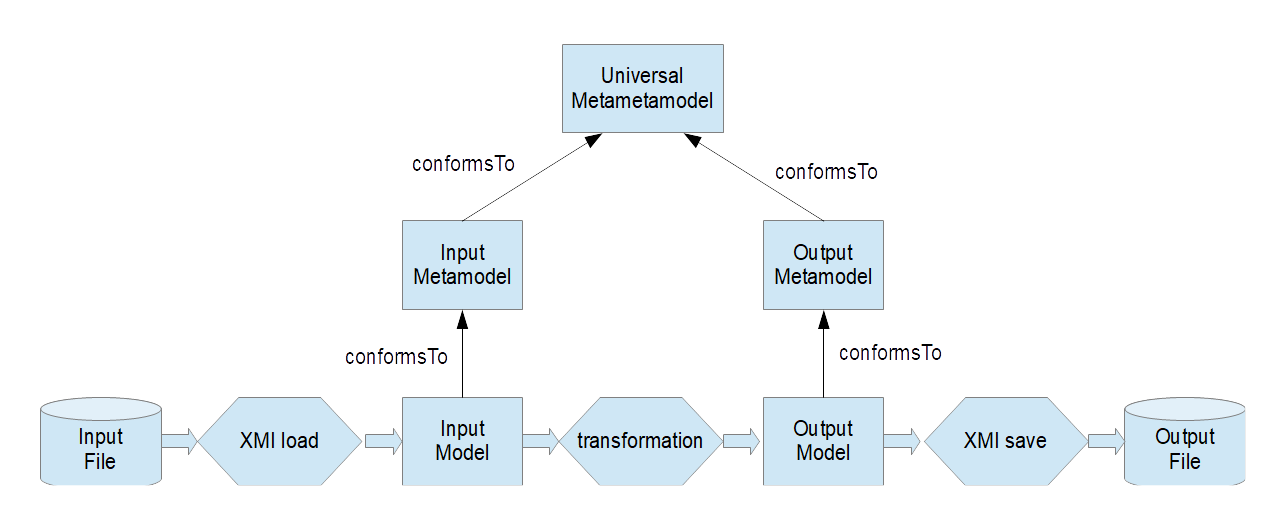 Universal
Metametamodel
conformsTo
conformsTo
Input
Metamodel
Output
Metamodel
conformsTo
conformsTo
Input
File
XMI load
Input
Model
transformation
Output
Model
XMI save
Output
File